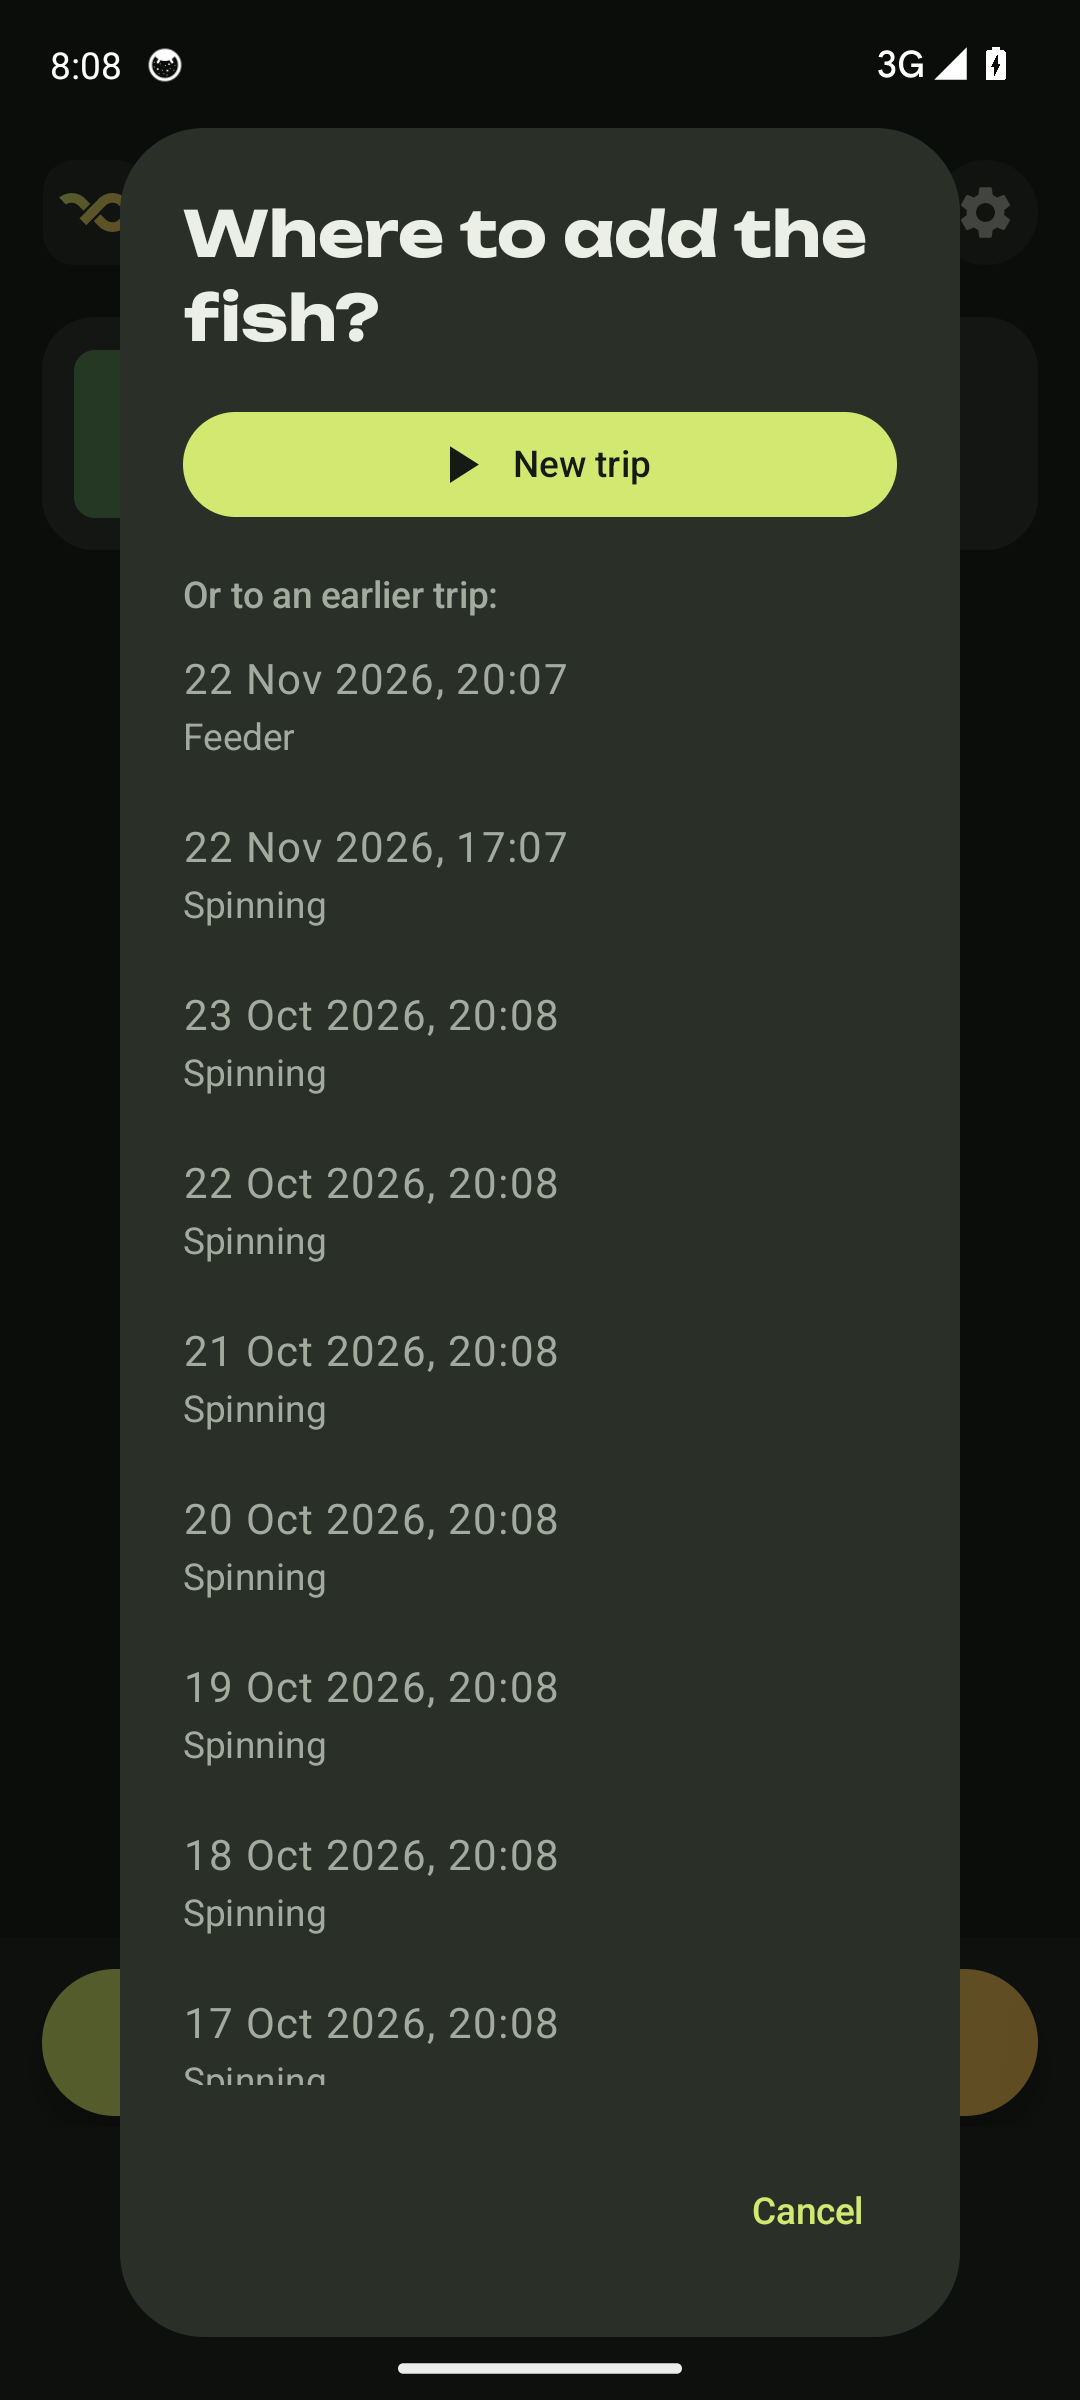 8:08
3G
Where to add the
fish?
New trip
Or to an earlier trip:
22 Nov 2026, 20:07
Feeder
22 Nov 2026, 17:07
Spinning
23 Oct 2026, 20:08
Spinning
22 Oct 2026, 20:08
Spinning
21 Oct 2026, 20:08
Spinning
20 Oct 2026, 20:08
Spinning
19 Oct 2026, 20:08
Spinning
18 Oct 2026, 20:08
Spinning
17 Oct 2026, 20:08
Spinning
Cancel